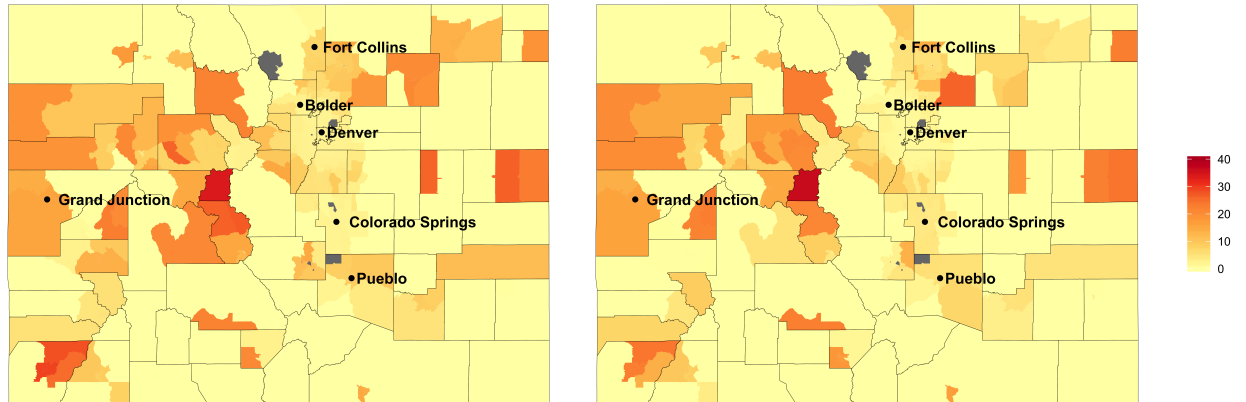 Fort Collins
Bolder
Denver
Grand Junction
Colorado Springs
Pueblo
Fort Collins
Bolder
Denver
Grand Junction
Colorado Springs
Pueblo
40
30
20
10
0